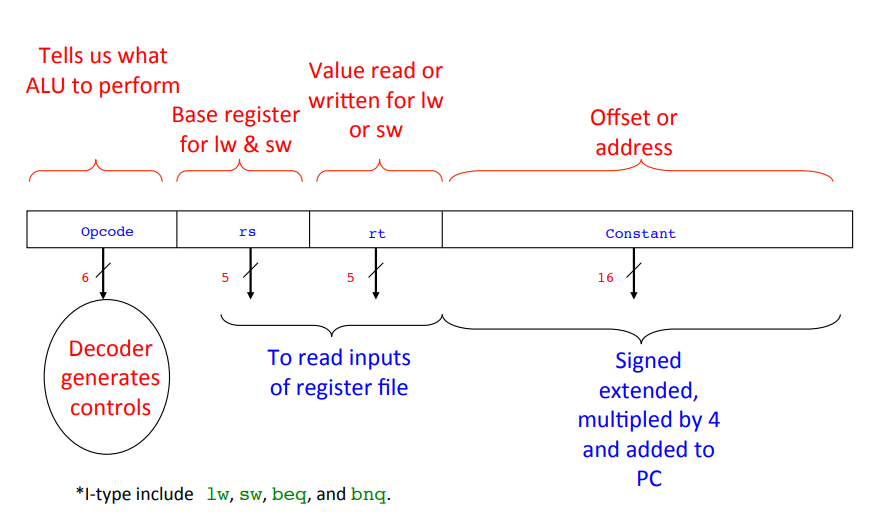 Tells us what
ALU to perform
Base register
for lw & sw
Value read or
written for lw
or sw
Offset or
address
Opcode
rs
rt
Constant
6
5
5
16
Decoder
generates
controls
To read inputs
of register file
Signed
extended,
multipled by 4
and added to
PC
*I-type include lw, sw, beq, and bnq.